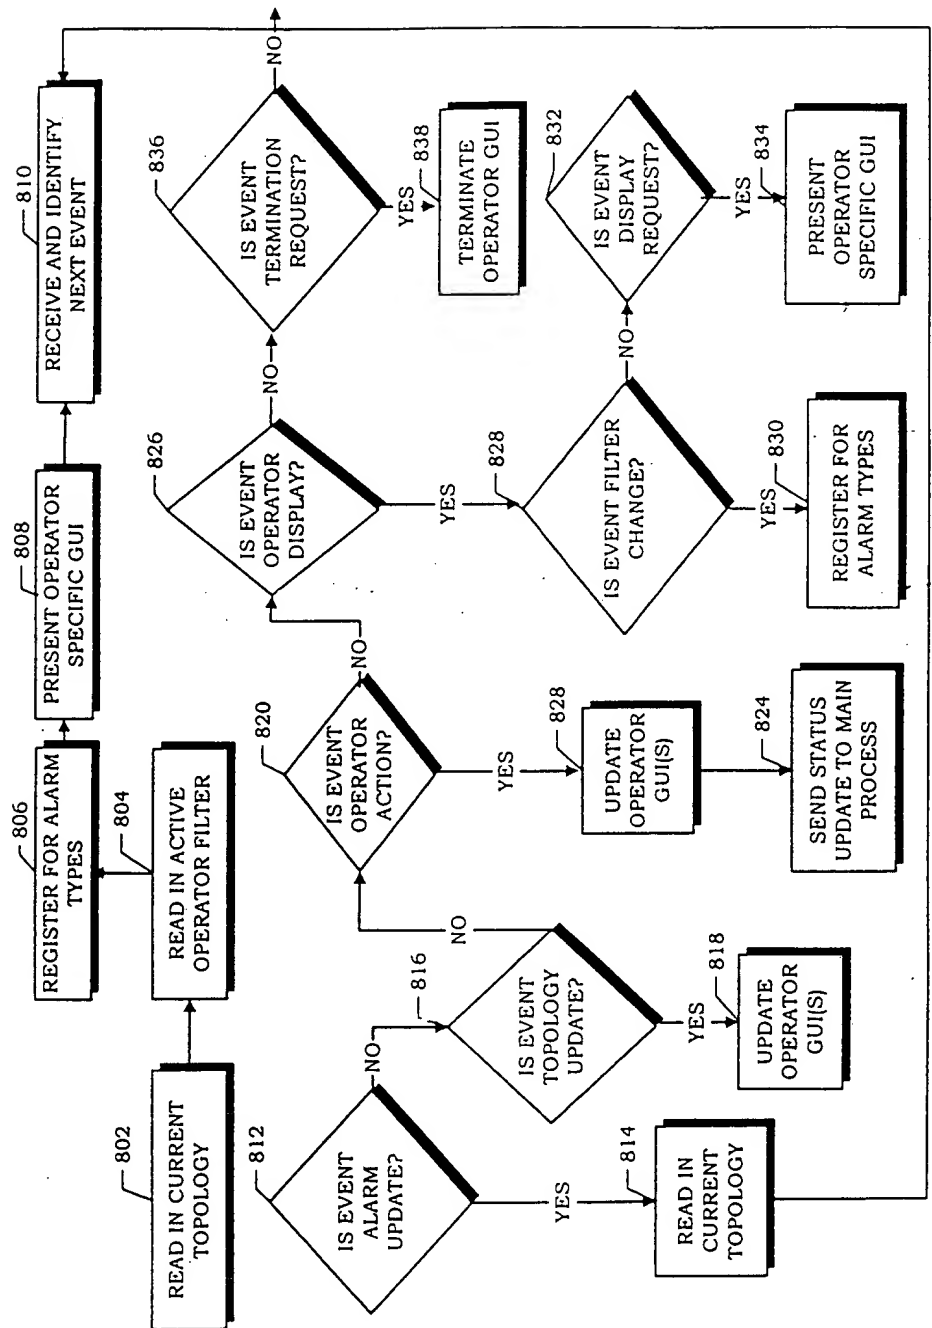 802
READ IN CURRENT
TOPOLOGY
804
READ IN ACTIVE
OPERATOR FILTER
806
REGISTER FOR ALARM
TYPES
808
PRESENT OPERATOR
SPECIFIC GUI
810
RECEIVE AND IDENTIFY
NEXT EVENT
812
IS EVENT
ALARM
UPDATE?
NO
YES
814
READ IN
CURRENT
TOPOLOGY
816
IS EVENT
TOPOLOGY
UPDATE?
NO
YES
818
UPDATE
OPERATOR
GUI(S)
820
IS EVENT
OPERATOR
ACTION?
NO
YES
828
UPDATE
OPERATOR
GUI(S)
824
SEND STATUS
UPDATE TO MAIN
PROCESS
826
IS EVENT
OPERATOR
DISPLAY?
NO
YES
828
IS EVENT FILTER
CHANGE?
NO
YES
830
REGISTER FOR
ALARM TYPES
832
IS EVENT
DISPLAY
REQUEST?
YES
834
PRESENT
OPERATOR
SPECIFIC GUI
836
IS EVENT
TERMINATION
REQUEST?
NO
YES
838
TERMINATE
OPERATOR GUI